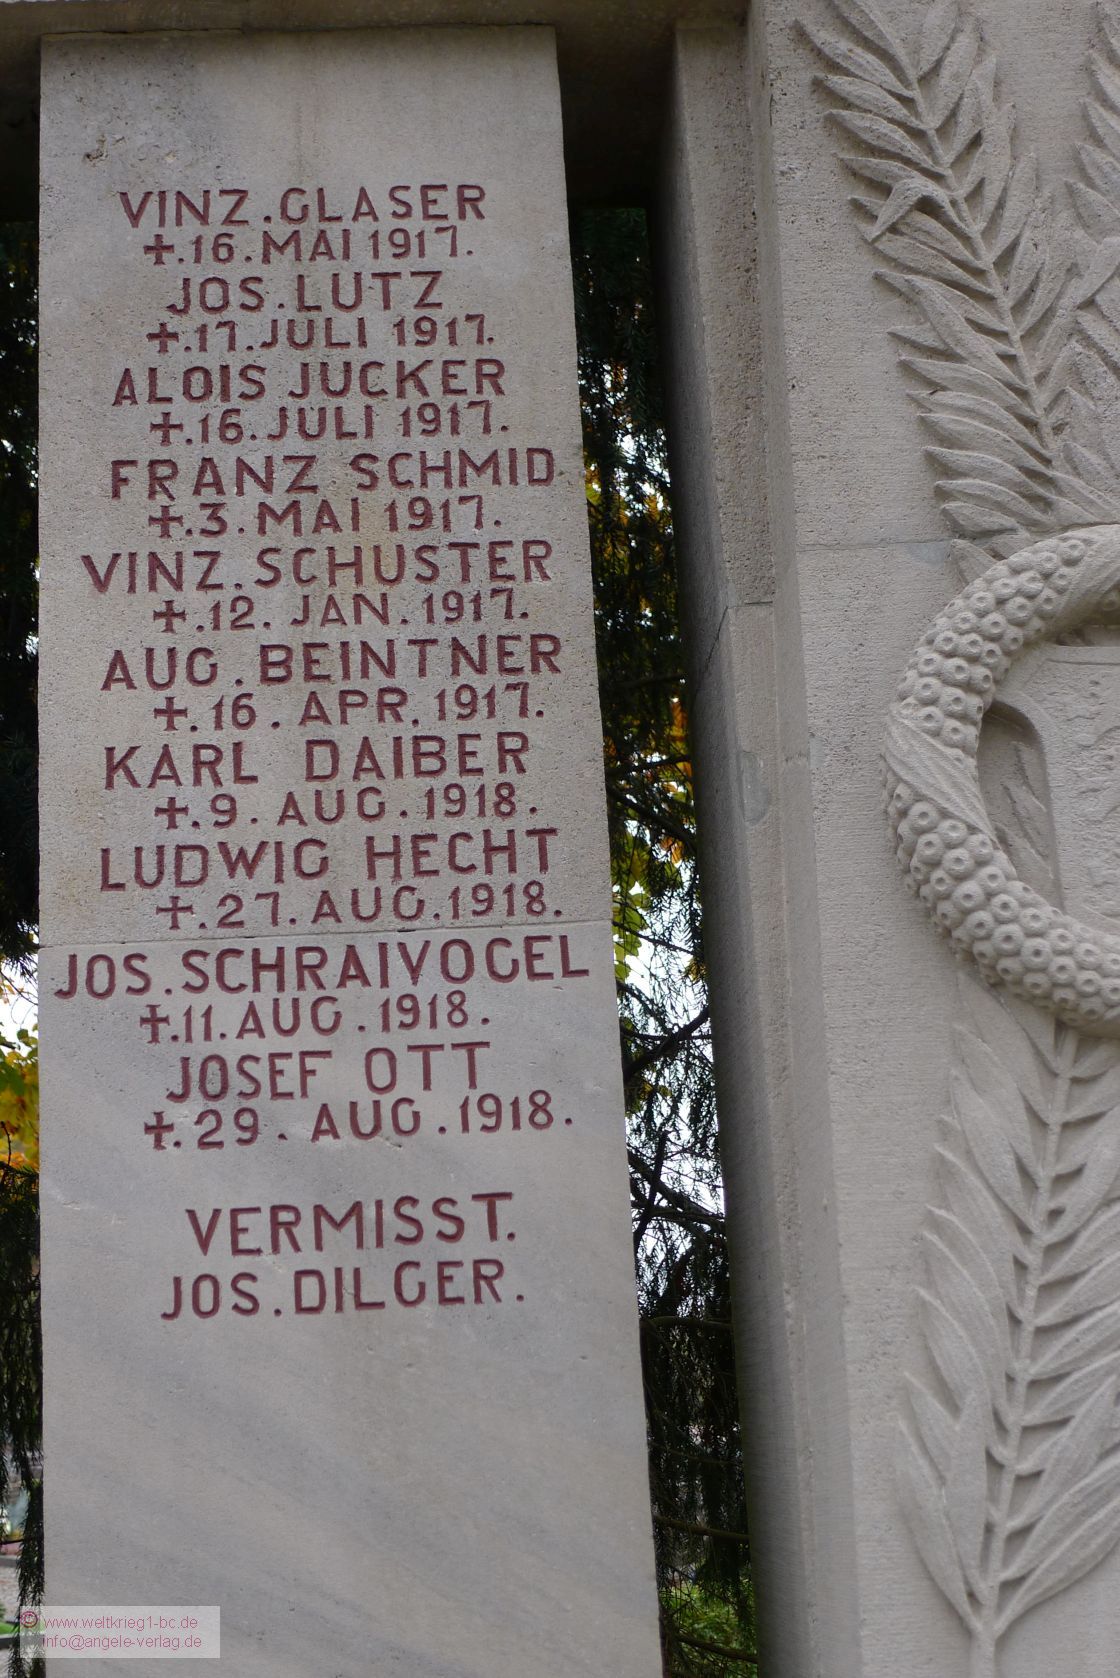 VINZ.GLASER
+.16.MAI 1917.
JOS.LUTZ
+.17.JULI 1917.
ALOIS JUCKER
+.16.JULI 1917.
FRANZ SCHMID
+.3.MAI 1917.
VINZ.SCHUSTER
+.12.JAN.1917.
AUG.BEINTNER
+.16.APR.1917.
KARL DAIBER
+.9.AUG.1918.
LUDWIG HECHT
+.27.AUG.1918.
JOS.SCHRAIVOGEL
+.11.AUG.1918.
JOSEF OTT
+.29.AUG.1918.
VERMISST.
JOS.DILGER.
© www.weltkrieg1-bc.de
info@angele-verlag.de